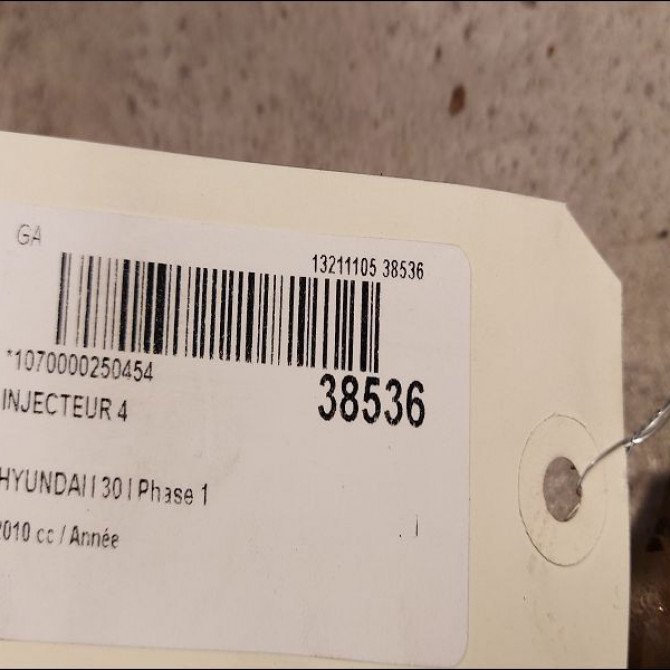 GA
13211105 38536
*1070000250454
38536
INJECTEUR 4
HYUNDAI I 30 I Phase 1
2010 cc / Année